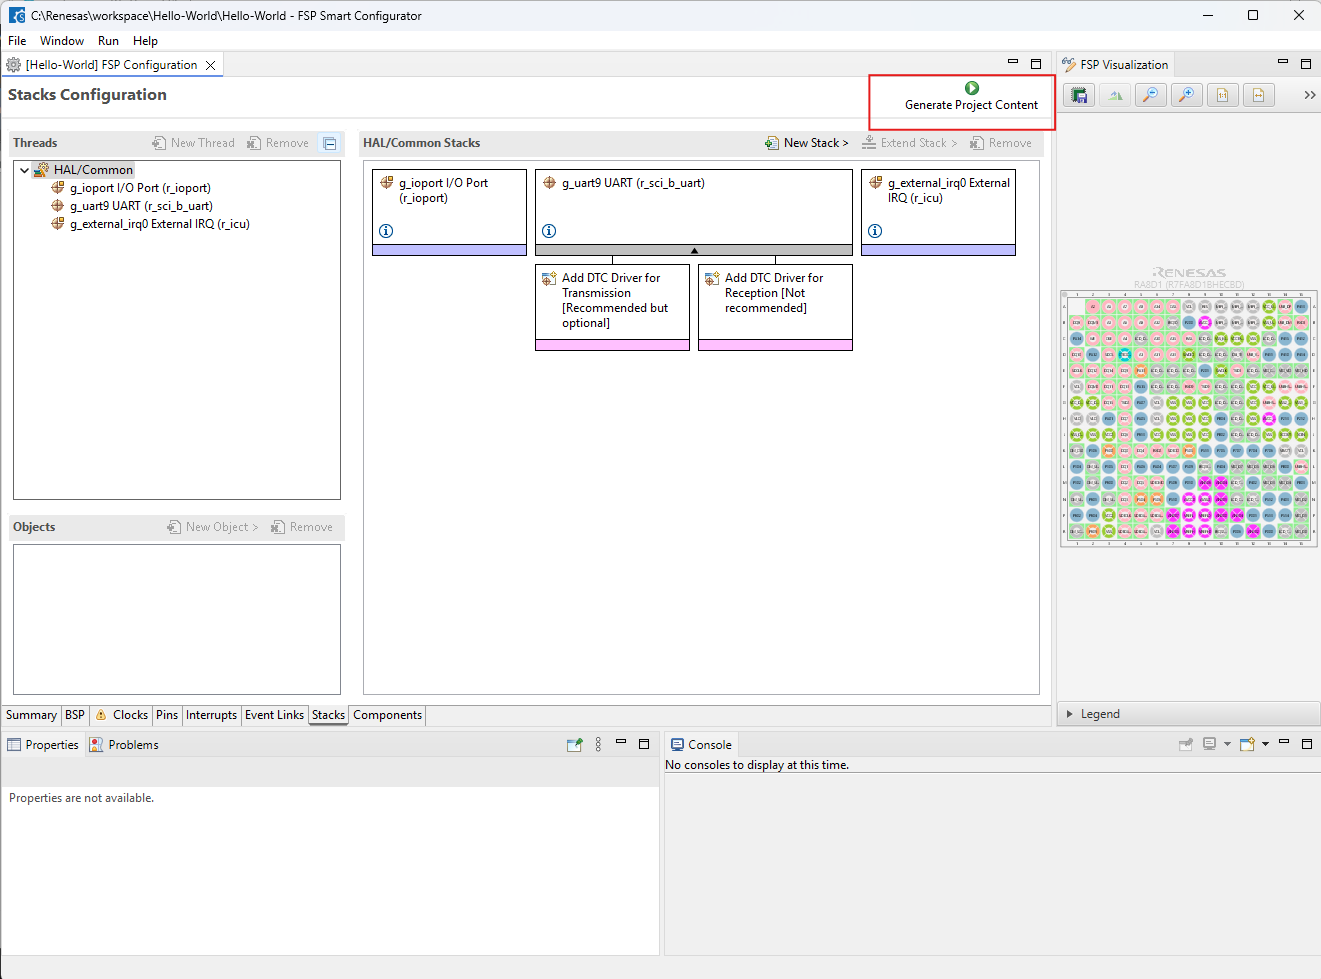 C:\Renesas\workspace\Hello-World\Hello-World - FSP Smart Configurator
File Window Run Help
[Hello-World] FSP Configuration
FSP Visualization
Stacks Configuration
Generate Project Content
Threads
New Thread
Remove
HAL/Common Stacks
New Stack >
Extend Stack >
Remove
HAL/Common
g_ioport I/O Port (r_ioport)
g_uart9 UART (r_sci_b_uart)
g_external_irq0 External IRQ (r_icu)
g_ioport I/O Port
(r_ioport)
g_uart9 UART (r_sci_b_uart)
g_external_irq0 External
IRQ (r_icu)
Add DTC Driver for
Transmission
[Recommended but
optional]
Add DTC Driver for
Reception [Not
recommended]
RENESAS
RA8D1 (R7FA8D1BHECBD)
Objects
New Object >
Remove
Legend
Summary BSP Clocks Pins Interrupts Event Links Stacks Components
Properties
Problems
Console
No consoles to display at this time.
Properties are not available.